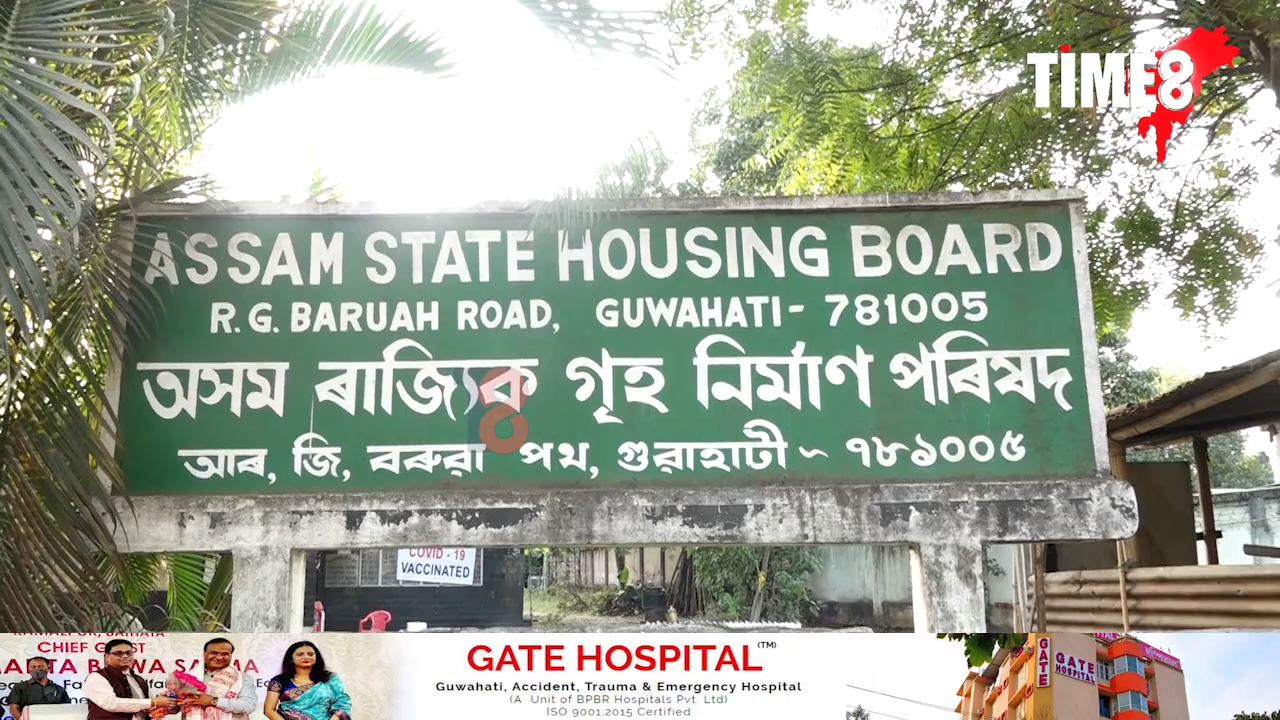 TIME8
ASSAM STATE HOUSING BOARD
R. G. BARUAH ROAD, GUWAHATI - 781005
অসম ৰাজ্যিক গৃহ নিৰ্মাণ পৰিষদ
আৰ, জি, বৰুৱা পথ, গুৱাহাটী - ৭৮১০০৫
COVID - 19
VACCINATED
CHIEF GUEST
GATE HOSPITAL (TM)
Guwahati, Accident, Trauma & Emergency Hospital
(A Unit of BPBR Hospitals Pvt. Ltd)
ISO 9001:2015 Certified
GATE
GATE
HOSPITAL